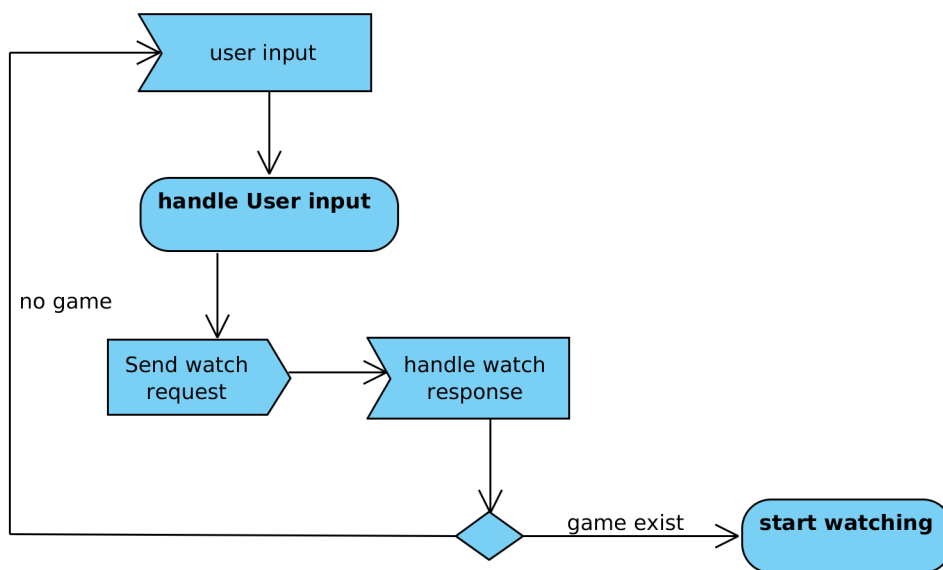 user input
handle User input
no game
Send watch
request
handle watch
response
game exist
start watching